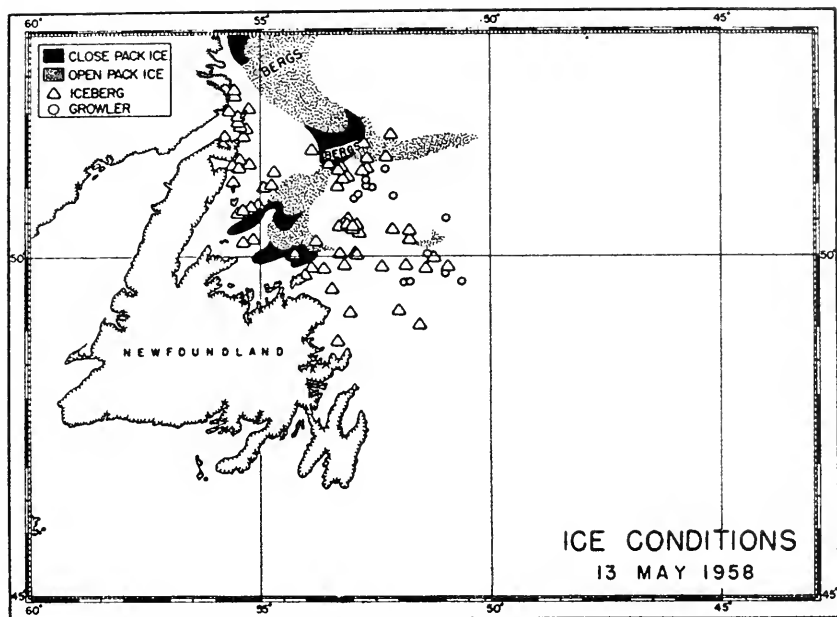 60° 55° 50° 45°
CLOSE PACK ICE
OPEN PACK ICE
ICEBERG
GROWLER
BERGS
BERGS
50° 50°
NEWFOUNDLAND
ICE CONDITIONS
13 MAY 1958
45° 45°
60° 55° 50° 45°